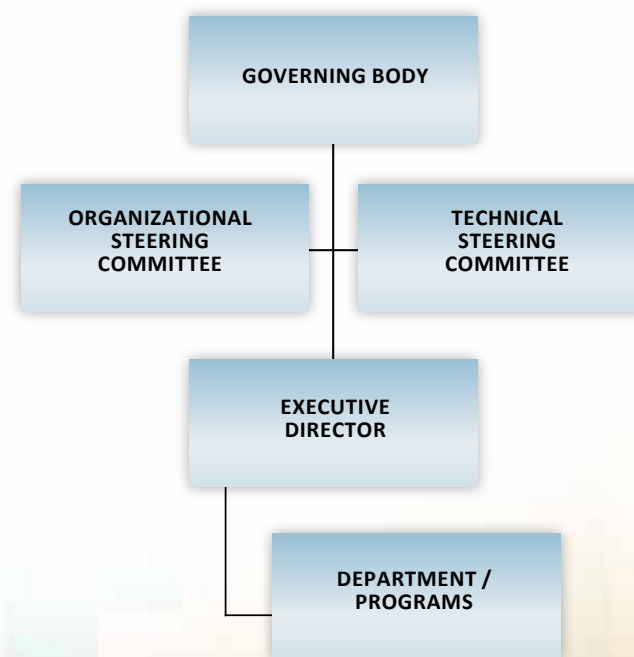 GOVERNING BODY
ORGANIZATIONAL
STEERING
COMMITTEE
TECHNICAL
STEERING
COMMITTEE
EXECUTIVE
DIRECTOR
DEPARTMENT /
PROGRAMS